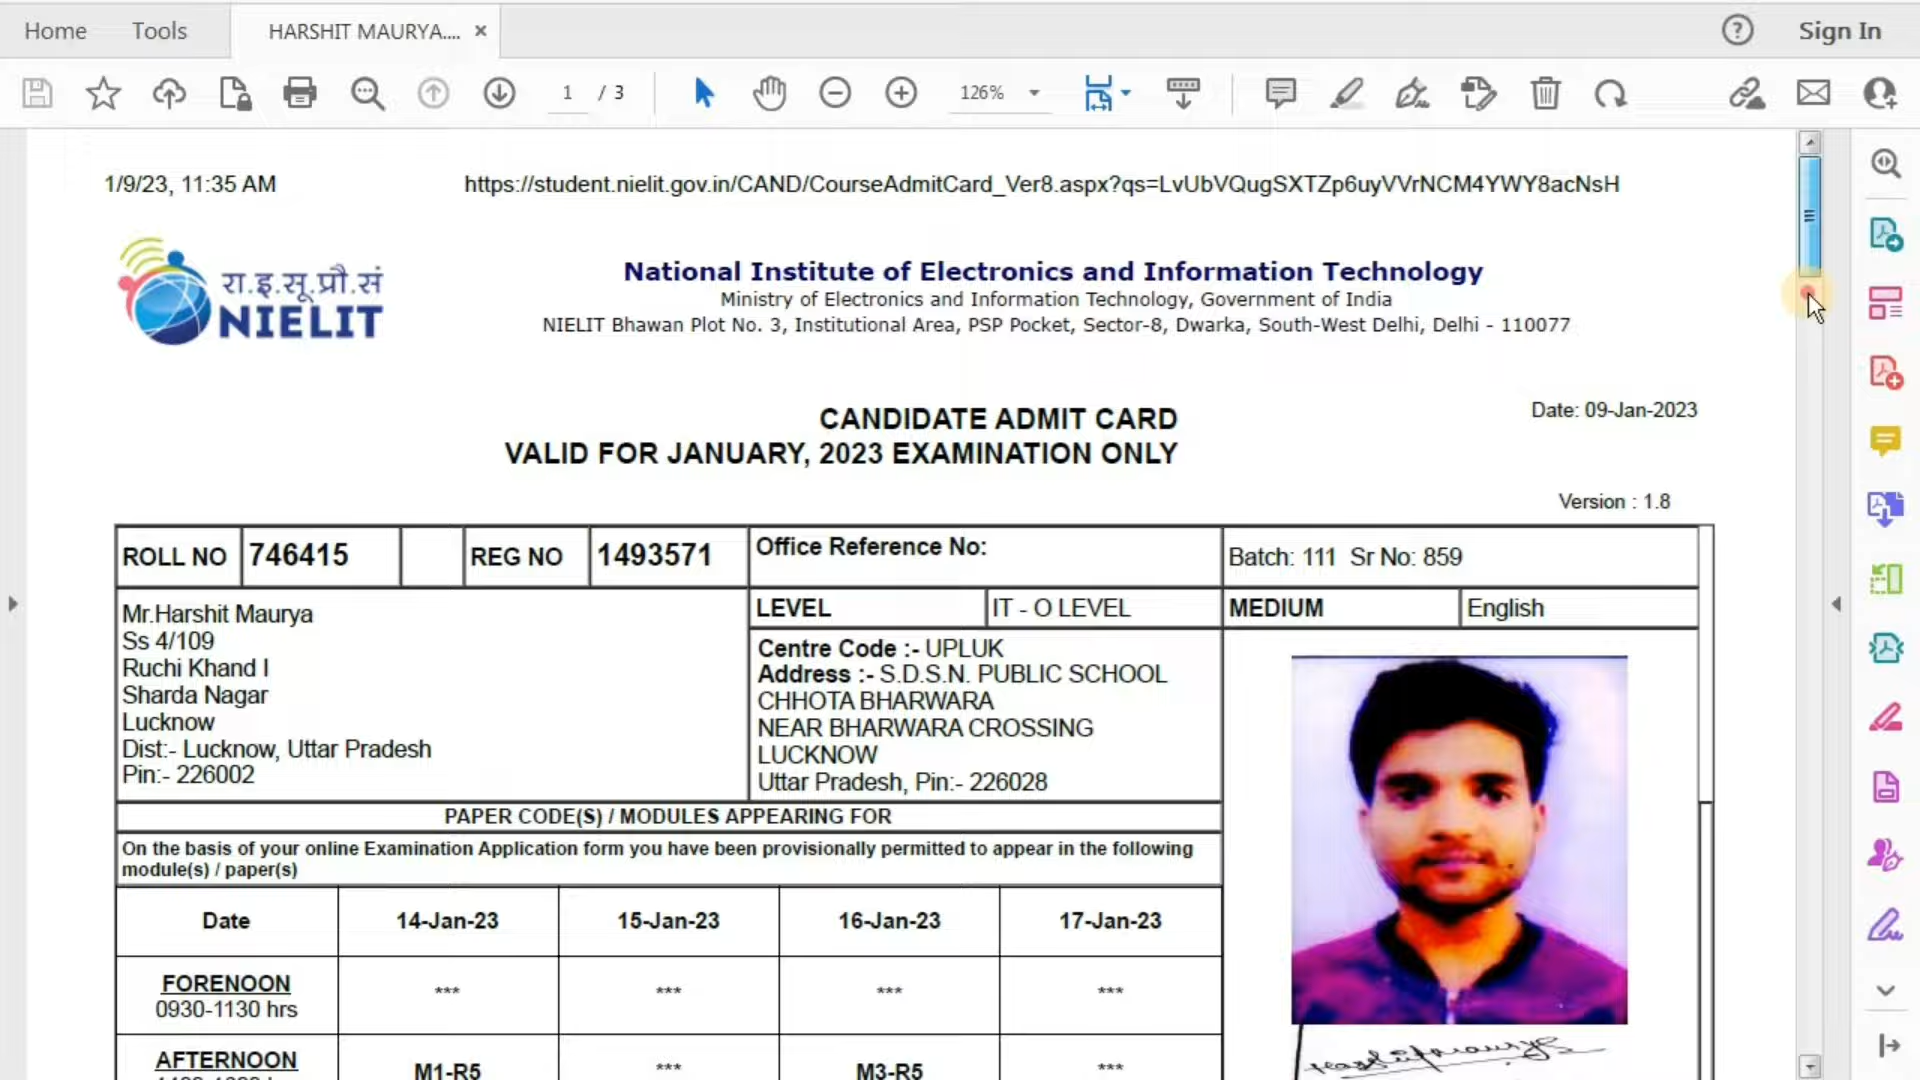 Home Tools HARSHIT MAURYA.... × ? Sign In
1 / 3 126%
1/9/23, 11:35 AM https://student.nielit.gov.in/CAND/CourseAdmitCard_Ver8.aspx?qs=LvUbVQugSXTZp6uyVVrNCM4YWY8acNsH
रा.इ.सू.प्रौ.सं
NIELIT
National Institute of Electronics and Information Technology
Ministry of Electronics and Information Technology, Government of India
NIELIT Bhawan Plot No. 3, Institutional Area, PSP Pocket, Sector-8, Dwarka, South-West Delhi, Delhi - 110077
CANDIDATE ADMIT CARD
Date: 09-Jan-2023
VALID FOR JANUARY, 2023 EXAMINATION ONLY
Version : 1.8
ROLL NO 746415 REG NO 1493571 Office Reference No: Batch: 111 Sr No: 859
LEVEL IT - O LEVEL MEDIUM English
Mr.Harshit Maurya
Ss 4/109
Ruchi Khand I
Sharda Nagar
Lucknow
Dist:- Lucknow, Uttar Pradesh
Pin:- 226002
Centre Code :- UPLUK
Address :- S.D.S.N. PUBLIC SCHOOL
CHHOTA BHARWARA
NEAR BHARWARA CROSSING
LUCKNOW
Uttar Pradesh, Pin:- 226028
PAPER CODE(S) / MODULES APPEARING FOR
On the basis of your online Examination Application form you have been provisionally permitted to appear in the following
module(s) / paper(s)
Date 14-Jan-23 15-Jan-23 16-Jan-23 17-Jan-23
FORENOON
0930-1130 hrs *** *** *** ***
AFTERNOON
M1-R5 *** M3-R5 ***